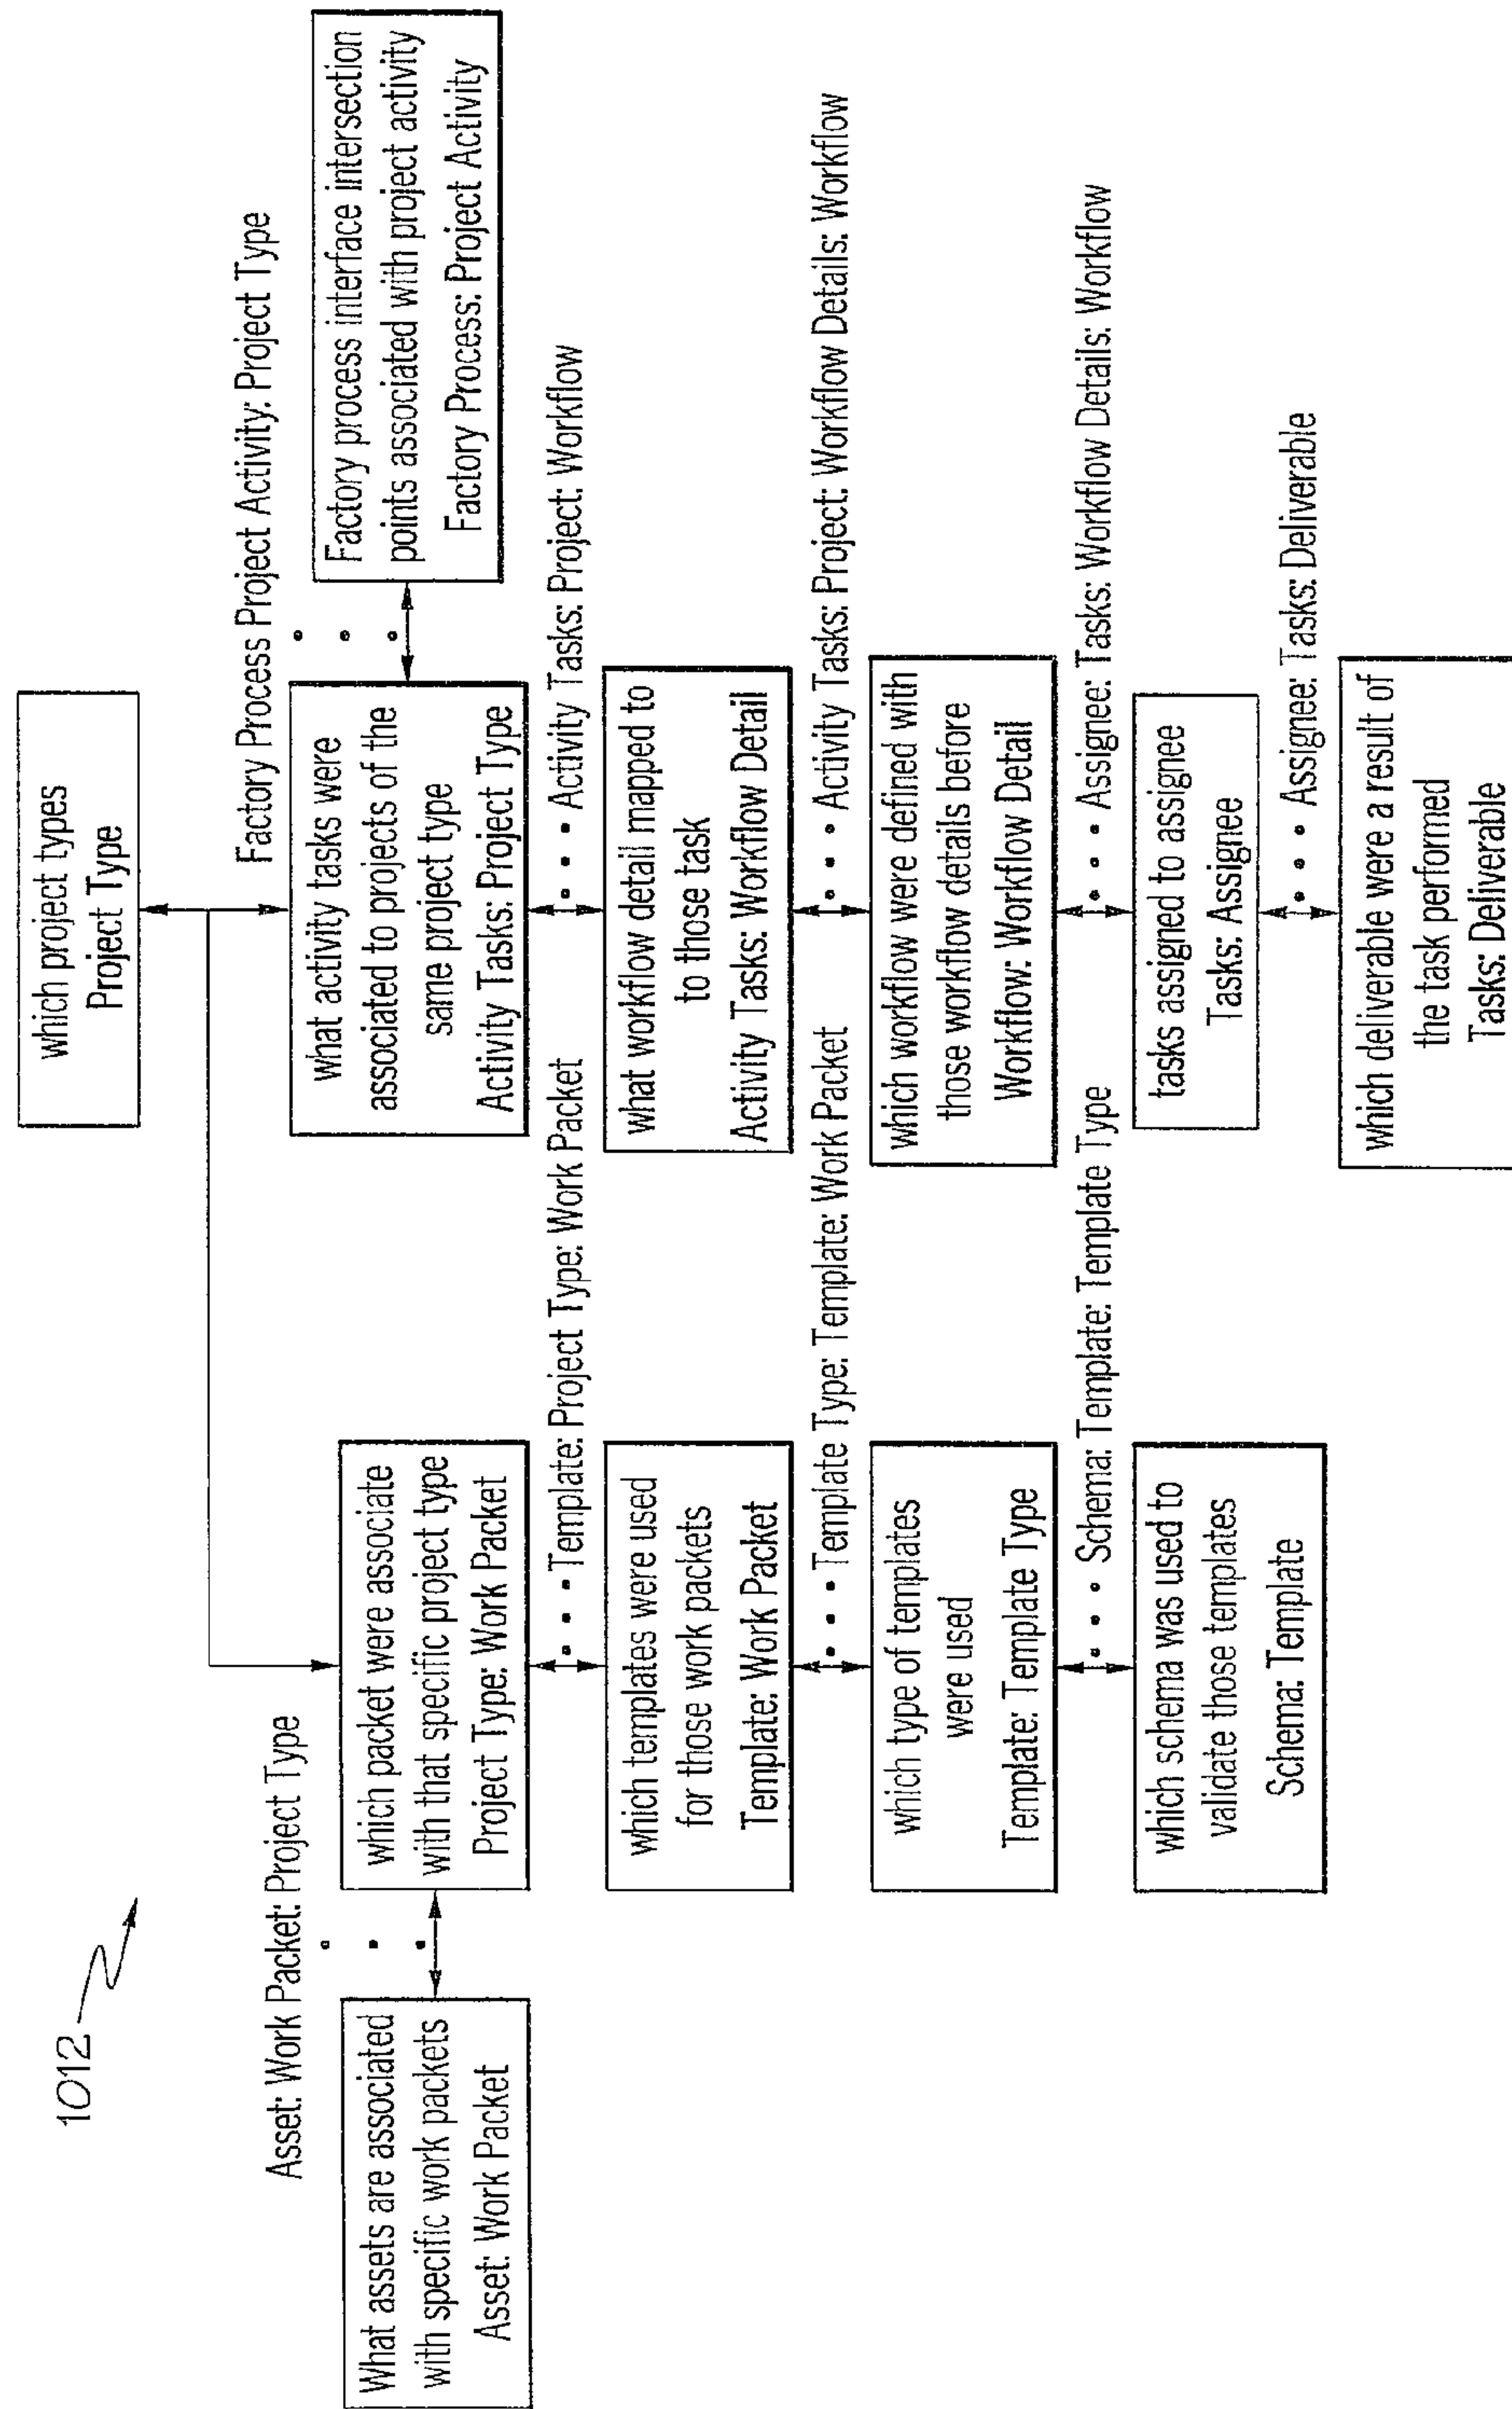 1012
which project types
Project Type
Asset: Work Packet: Project Type
Factory Process Project Activity: Project Type
What assets are associated
with specific work packets
Asset: Work Packet
which packet were associate
with that specific project type
Project Type: Work Packet
what activity tasks were
associated to projects of the
same project type
Activity Tasks: Project Type
Factory process interface intersection
points associated with project activity
Factory Process: Project Activity
Template: Project Type: Work Packet
Activity Tasks: Project: Workflow
which templates were used
for those work packets
Template: Work Packet
what workflow detail mapped to
to those task
Activity Tasks: Workflow Detail
Template Type: Template: Work Packet
Activity Tasks: Project: Workflow Details: Workflow
which type of templates
were used
Template: Template Type
which workflow were defined with
those workflow details before
Workflow: Workflow Detail
Schema: Template: Template Type
Assignee: Tasks: Workflow Details: Workflow
which schema was used to
validate those templates
Schema: Template
tasks assigned to assignee
Tasks: Assignee
Assignee: Tasks: Deliverable
which deliverable were a result of
the task performed
Tasks: Deliverable